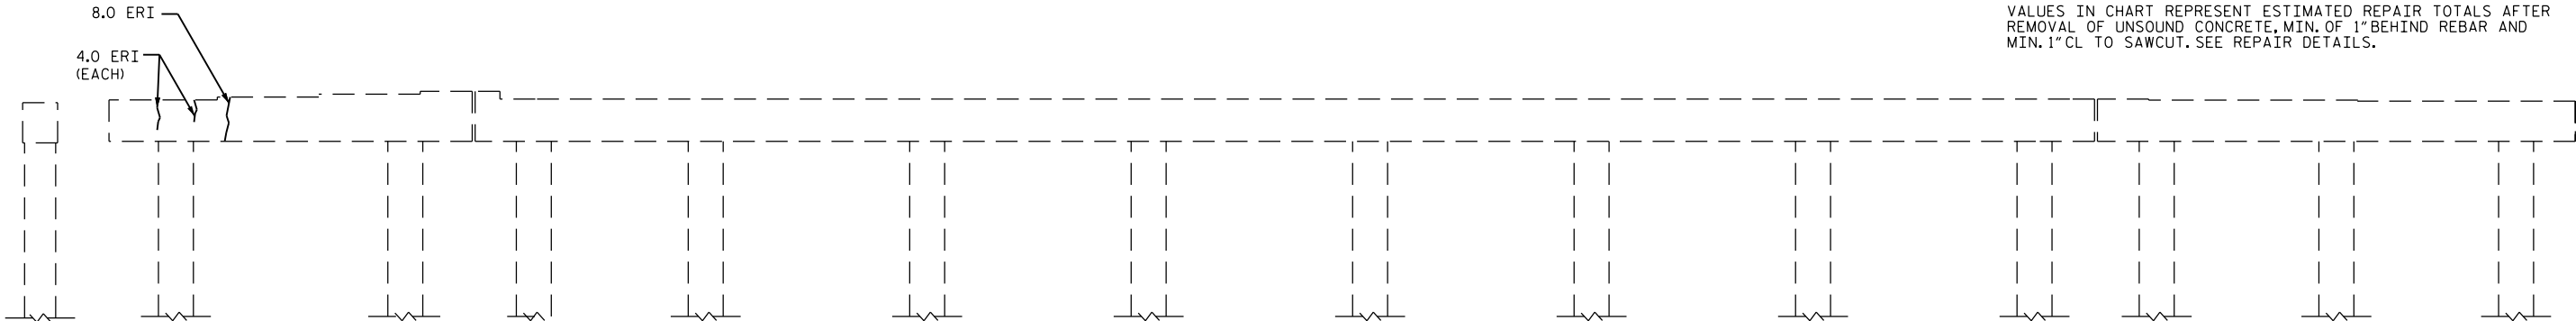 8.0 ERI
4.0 ERI
(EACH)
VALUES IN CHART REPRESENT ESTIMATED REPAIR TOTALS AFTER
REMOVAL OF UNSOUND CONCRETE, MIN. OF 1" BEHIND REBAR AND
MIN. 1" CL TO SAWCUT. SEE REPAIR DETAILS.